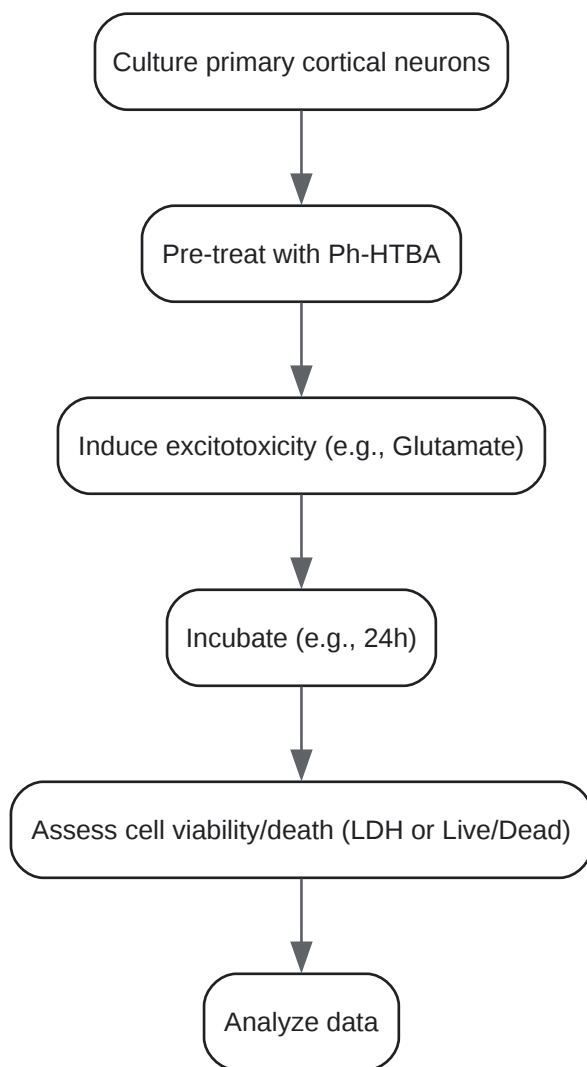 Culture primary cortical neurons
Pre-treat with Ph-HTBA
Induce excitotoxicity (e.g., Glutamate)
Incubate (e.g., 24h)
Assess cell viability/death (LDH or Live/Dead)
Analyze data